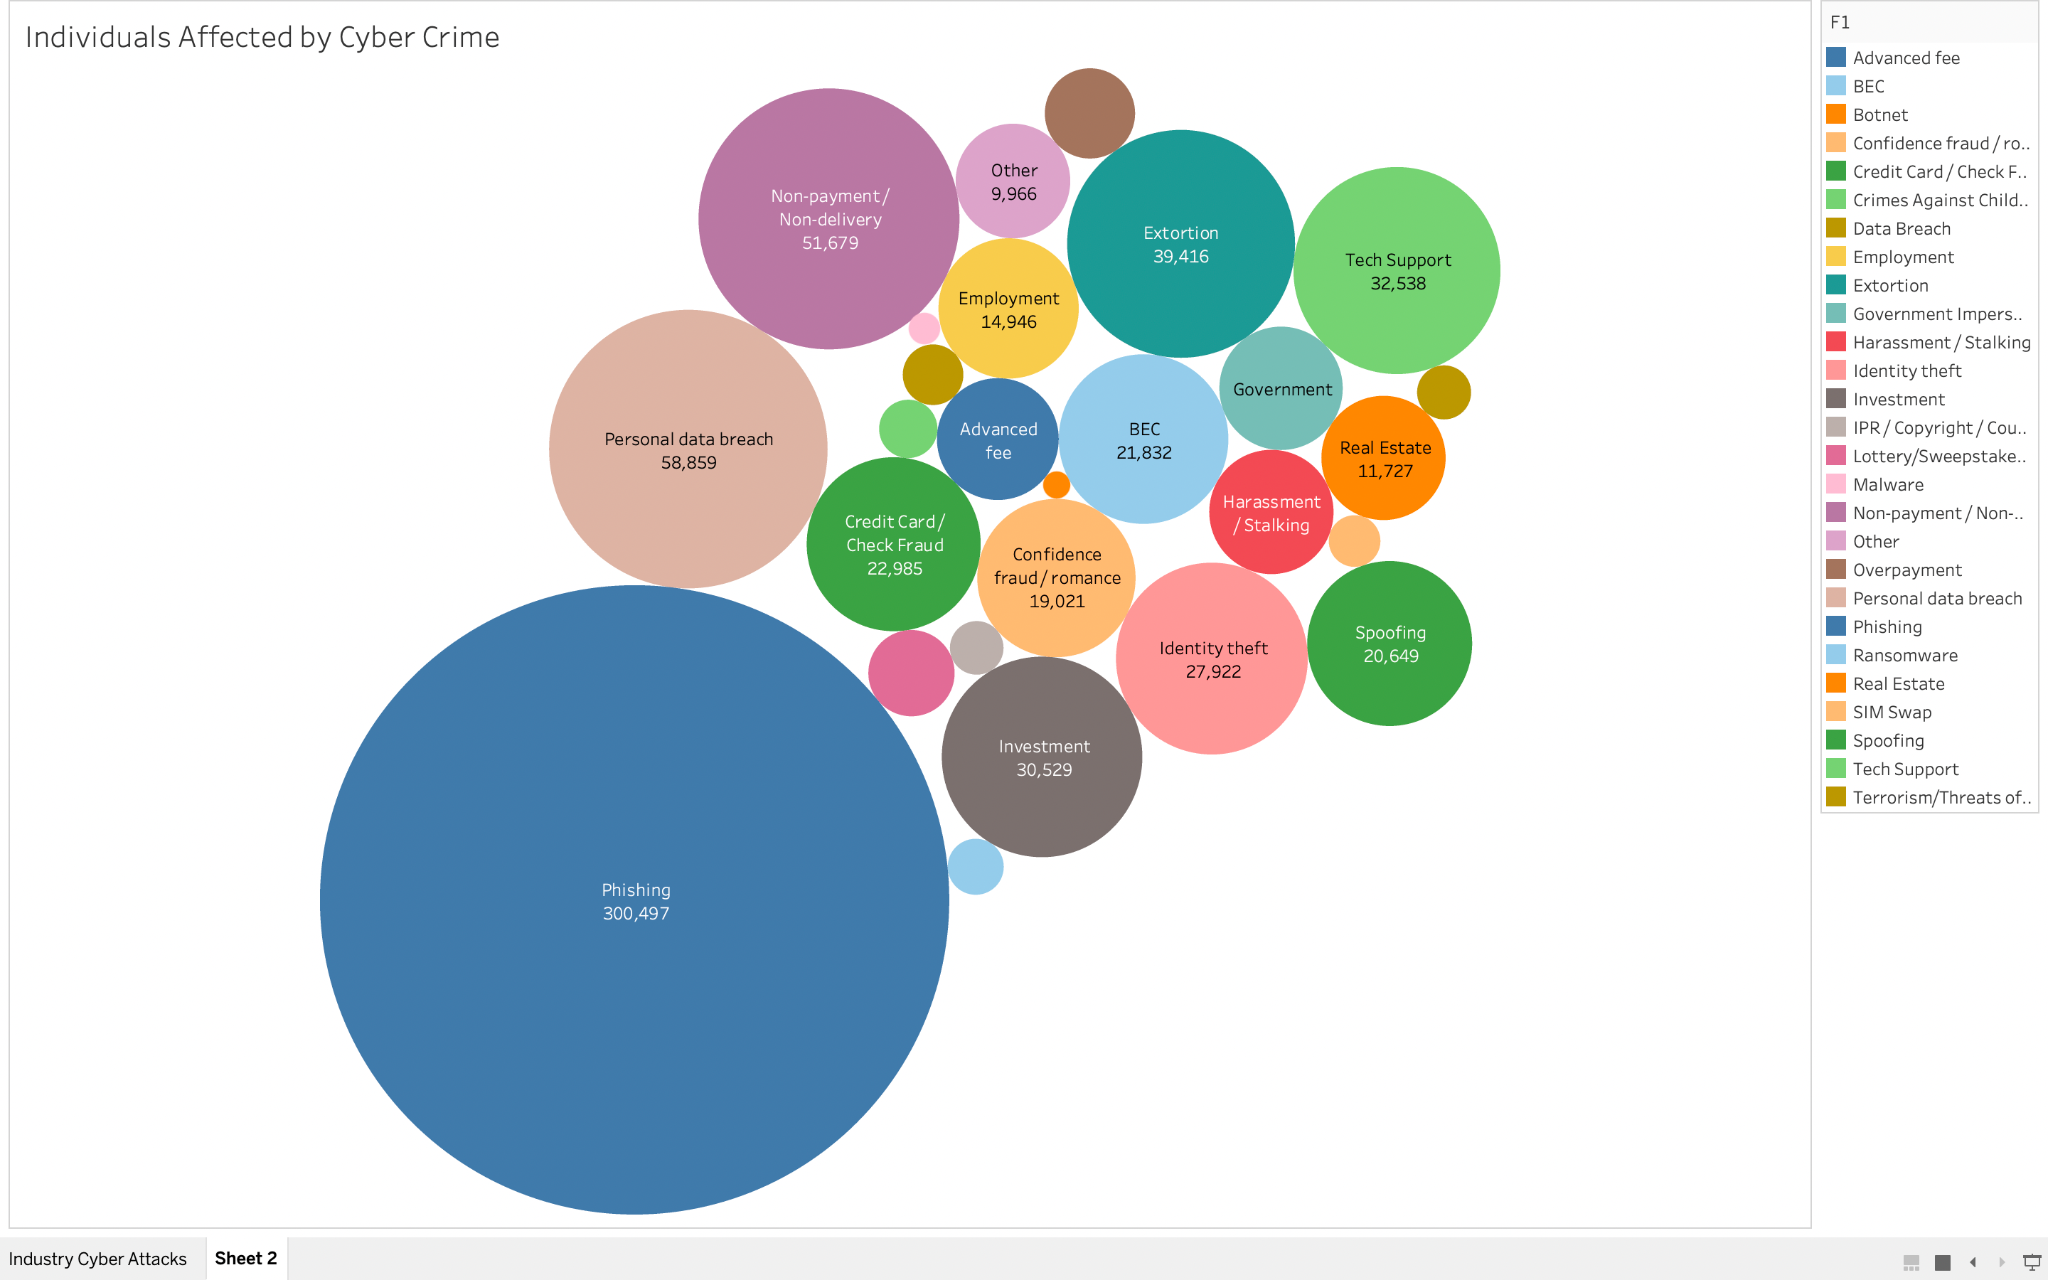 Individuals Affected by Cyber Crime
Non-payment /
Non-delivery
51,679
Other
9,966
Extortion
39,416
Tech Support
32,538
Employment
14,946
Government
Personal data breach
58,859
Advanced
fee
BEC
21,832
Real Estate
11,727
Harassment
/ Stalking
Credit Card /
Check Fraud
22,985
Confidence
fraud / romance
19,021
Identity theft
27,922
Spoofing
20,649
Investment
30,529
Phishing
300,497
F1
Advanced fee
BEC
Botnet
Confidence fraud / ro..
Credit Card / Check F..
Crimes Against Child..
Data Breach
Employment
Extortion
Government Impers..
Harassment / Stalking
Identity theft
Investment
IPR / Copyright / Cou..
Lottery/Sweepstake..
Malware
Non-payment / Non-..
Other
Overpayment
Personal data breach
Phishing
Ransomware
Real Estate
SIM Swap
Spoofing
Tech Support
Terrorism/Threats of..
Industry Cyber Attacks
Sheet 2